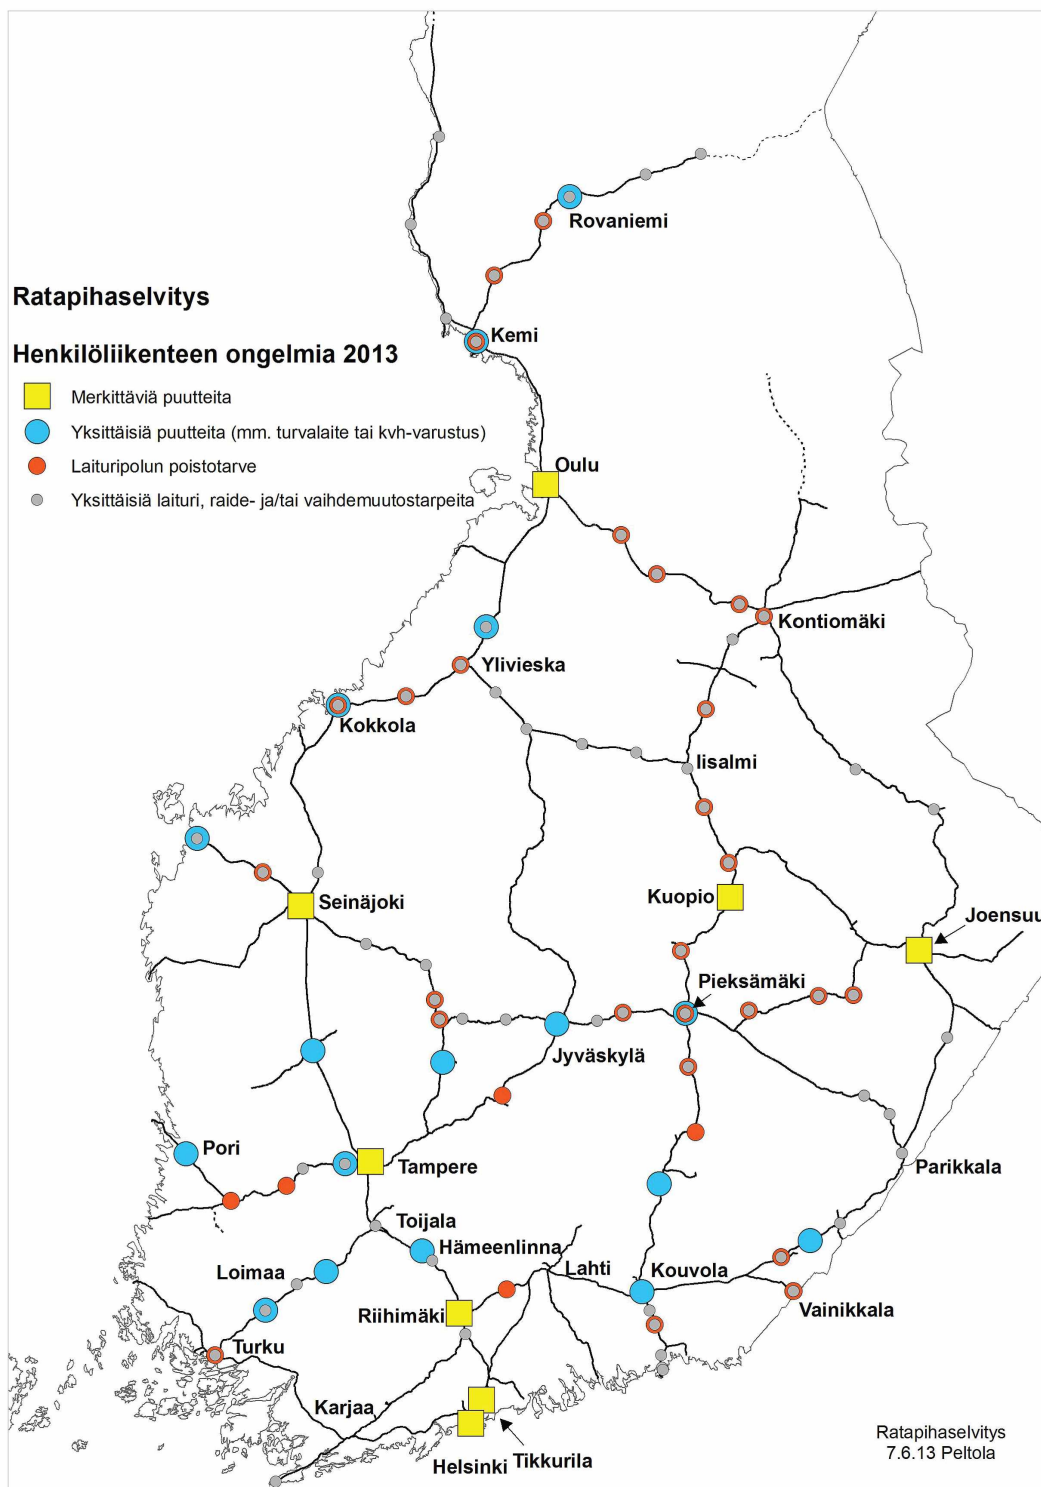 Rovaniemi
Ratapihaselvitys
Kemi
Henkilöliikenteen ongelmia 2013
Merkittäviä puutteita
Yksittäisiä puutteita (mm. turvalaite tai kvh-varustus)
Laituripolun poistotarve
Yksittäisiä laituri, raide- ja/tai vaihdemuutostarpeita
Oulu
Kontiomäki
Ylivieska
Kokkola
Iisalmi
Seinäjoki
Kuopio
Joensuu
Pieksämäki
Jyväskylä
Pori
Tampere
Parikkala
Toijala
Hämeenlinna
Loimaa
Lahti
Kouvola
Riihimäki
Vainikkala
Turku
Karjaa
Helsinki
Tikkurila
Ratapihaselvitys
7.6.13 Peltola